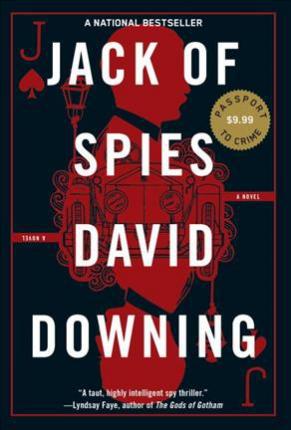 A NATIONAL BESTSELLER
J
JACK OF
SPIES
PASSPORT
$9.99
TO CRIME
A NOVEL
A NOVEL
DAVID
DOWNING
"A taut, highly intelligent spy thriller."
—Lyndsay Faye, author of The Gods of Gotham
J